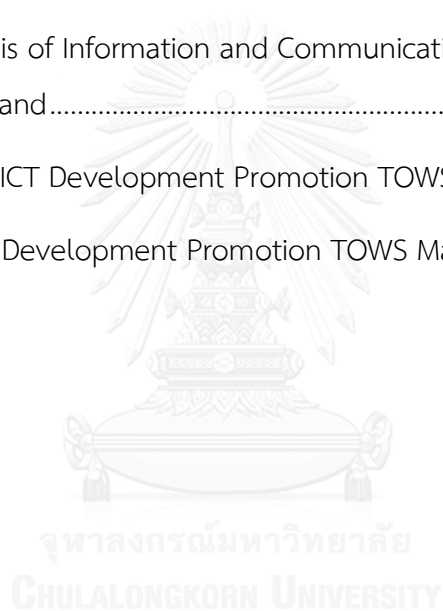 is of Information and Communicati
and........................................................................
ICT Development Promotion TOWS
Development Promotion TOWS Ma
จุฬาลงกรณ์มหาวิทยาลัย
CHULALONGKORN UNIVERSITY